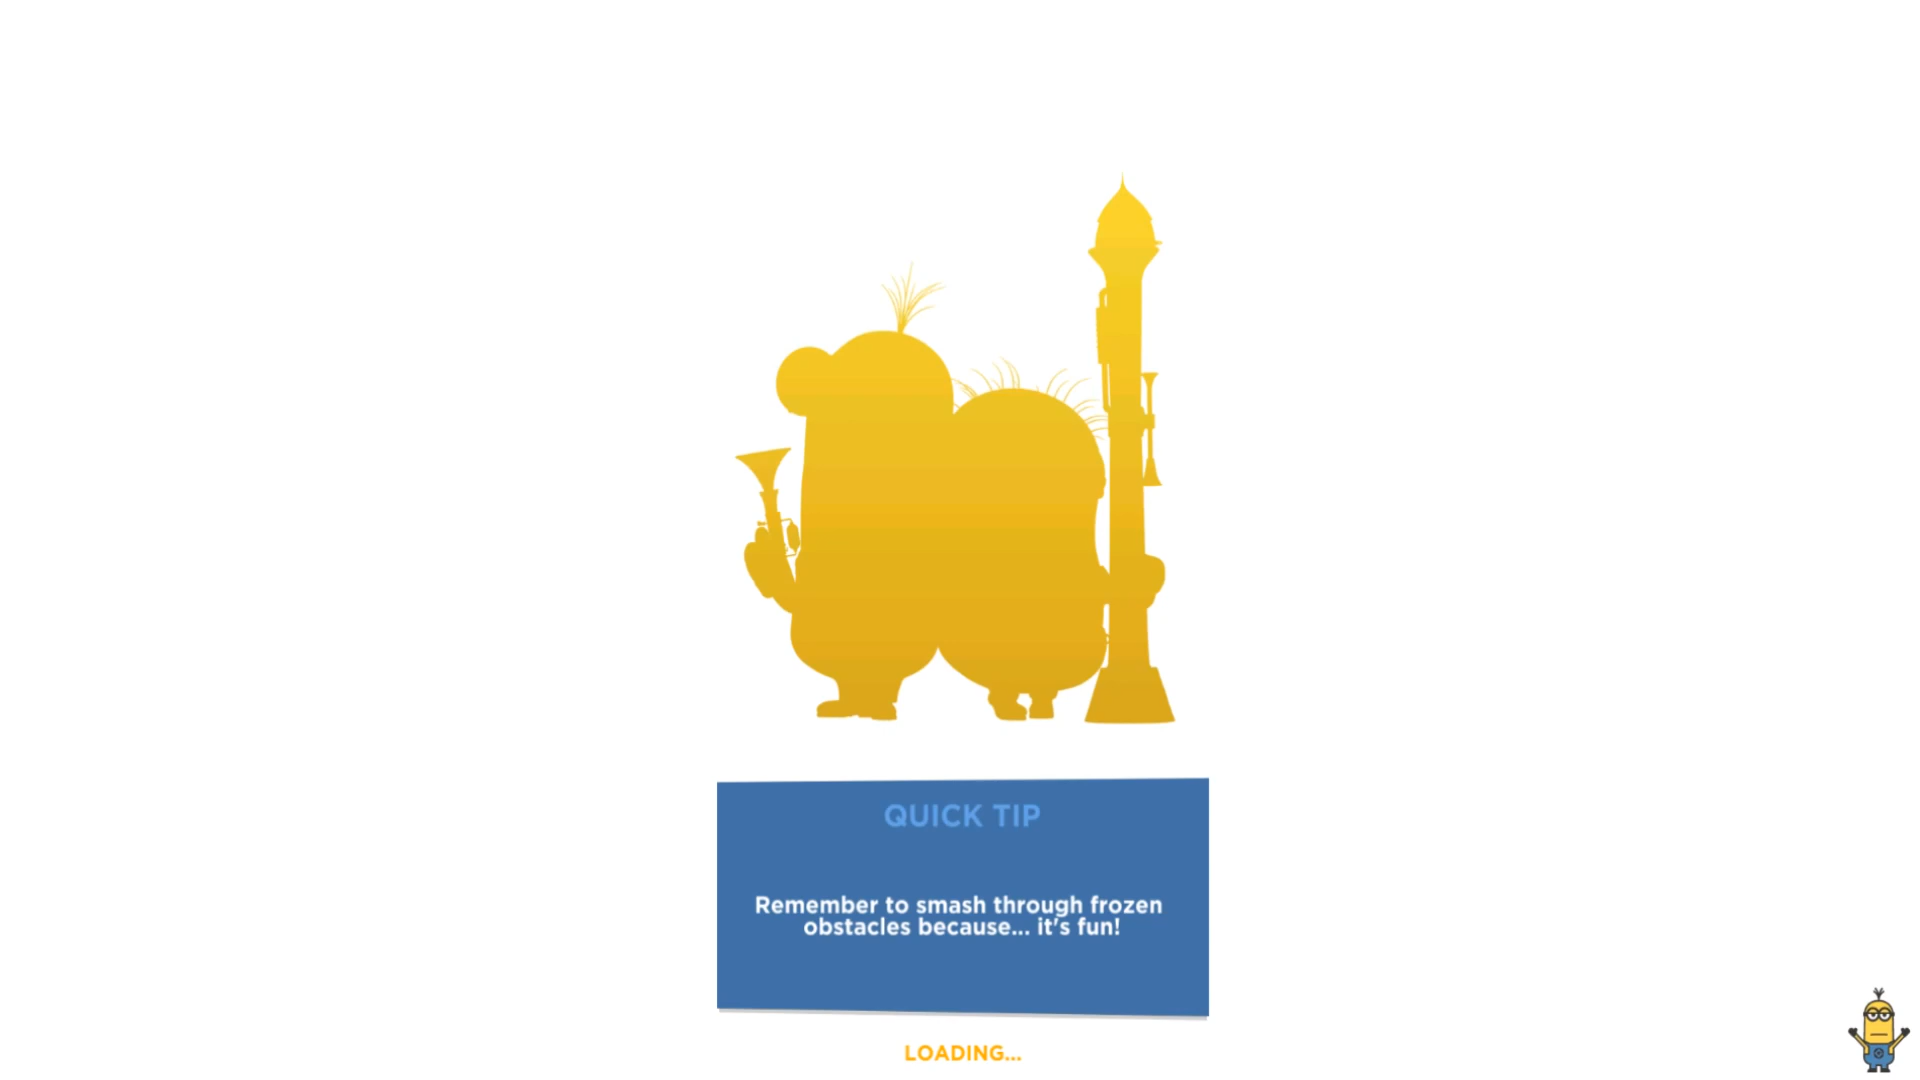 QUICK TIP
Remember to smash through frozen
obstacles because... it's fun!
LOADING...